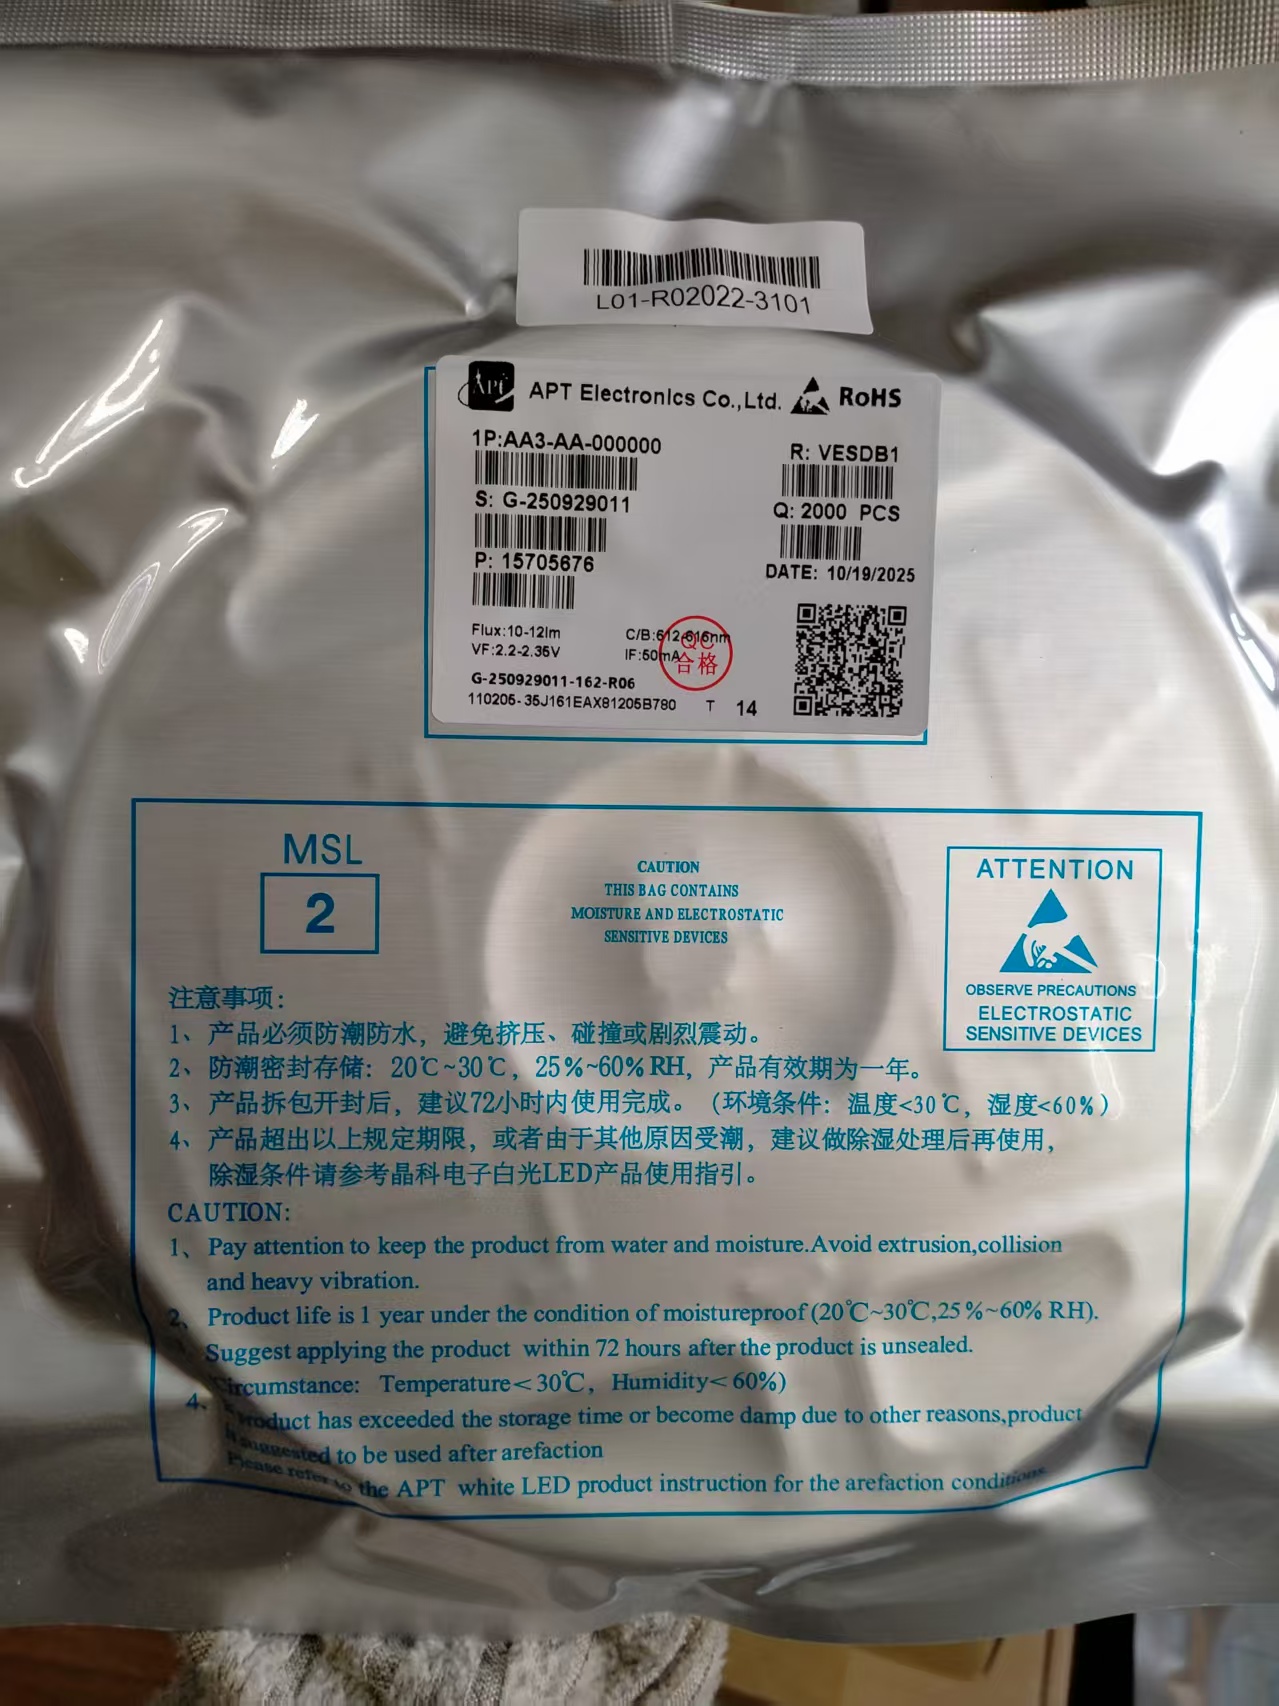 L01-R02022-3101
APT
APT Electronics Co.,Ltd. RoHS
1P:AA3-AA-000000
R: VESDB1
S: G-250929011
Q: 2000 PCS
P: 15705676
DATE: 10/19/2025
Flux:10-12lm
C/B:612-616nm
VF:2.2-2.35V
IF:60mA
QC
合格
G-250929011-162-R06
110205-35J161EAX81205B780 T 14
MSL
2
CAUTION
THIS BAG CONTAINS
MOISTURE AND ELECTROSTATIC
SENSITIVE DEVICES
ATTENTION
OBSERVE PRECAUTIONS
ELECTROSTATIC
SENSITIVE DEVICES
注意事项：
1、产品必须防潮防水，避免挤压、碰撞或剧烈震动。
2、防潮密封存储：20℃~30℃，25%~60% RH，产品有效期为一年。
3、产品拆包开封后，建议72小时内使用完成。（环境条件：温度<30℃，湿度<60%）
4、产品超出以上规定期限，或者由于其他原因受潮，建议做除湿处理后再使用，
除湿条件请参考晶科电子白光LED产品使用指引。
CAUTION:
1、Pay attention to keep the product from water and moisture.Avoid extrusion,collision
and heavy vibration.
2、Product life is 1 year under the condition of moistureproof (20℃~30℃,25%~60% RH).
Suggest applying the product within 72 hours after the product is unsealed.
Circumstance: Temperature<30℃, Humidity<60%)
4、product has exceeded the storage time or become damp due to other reasons,product
is suggested to be used after arefaction
Please refer to the APT white LED product instruction for the arefaction conditions